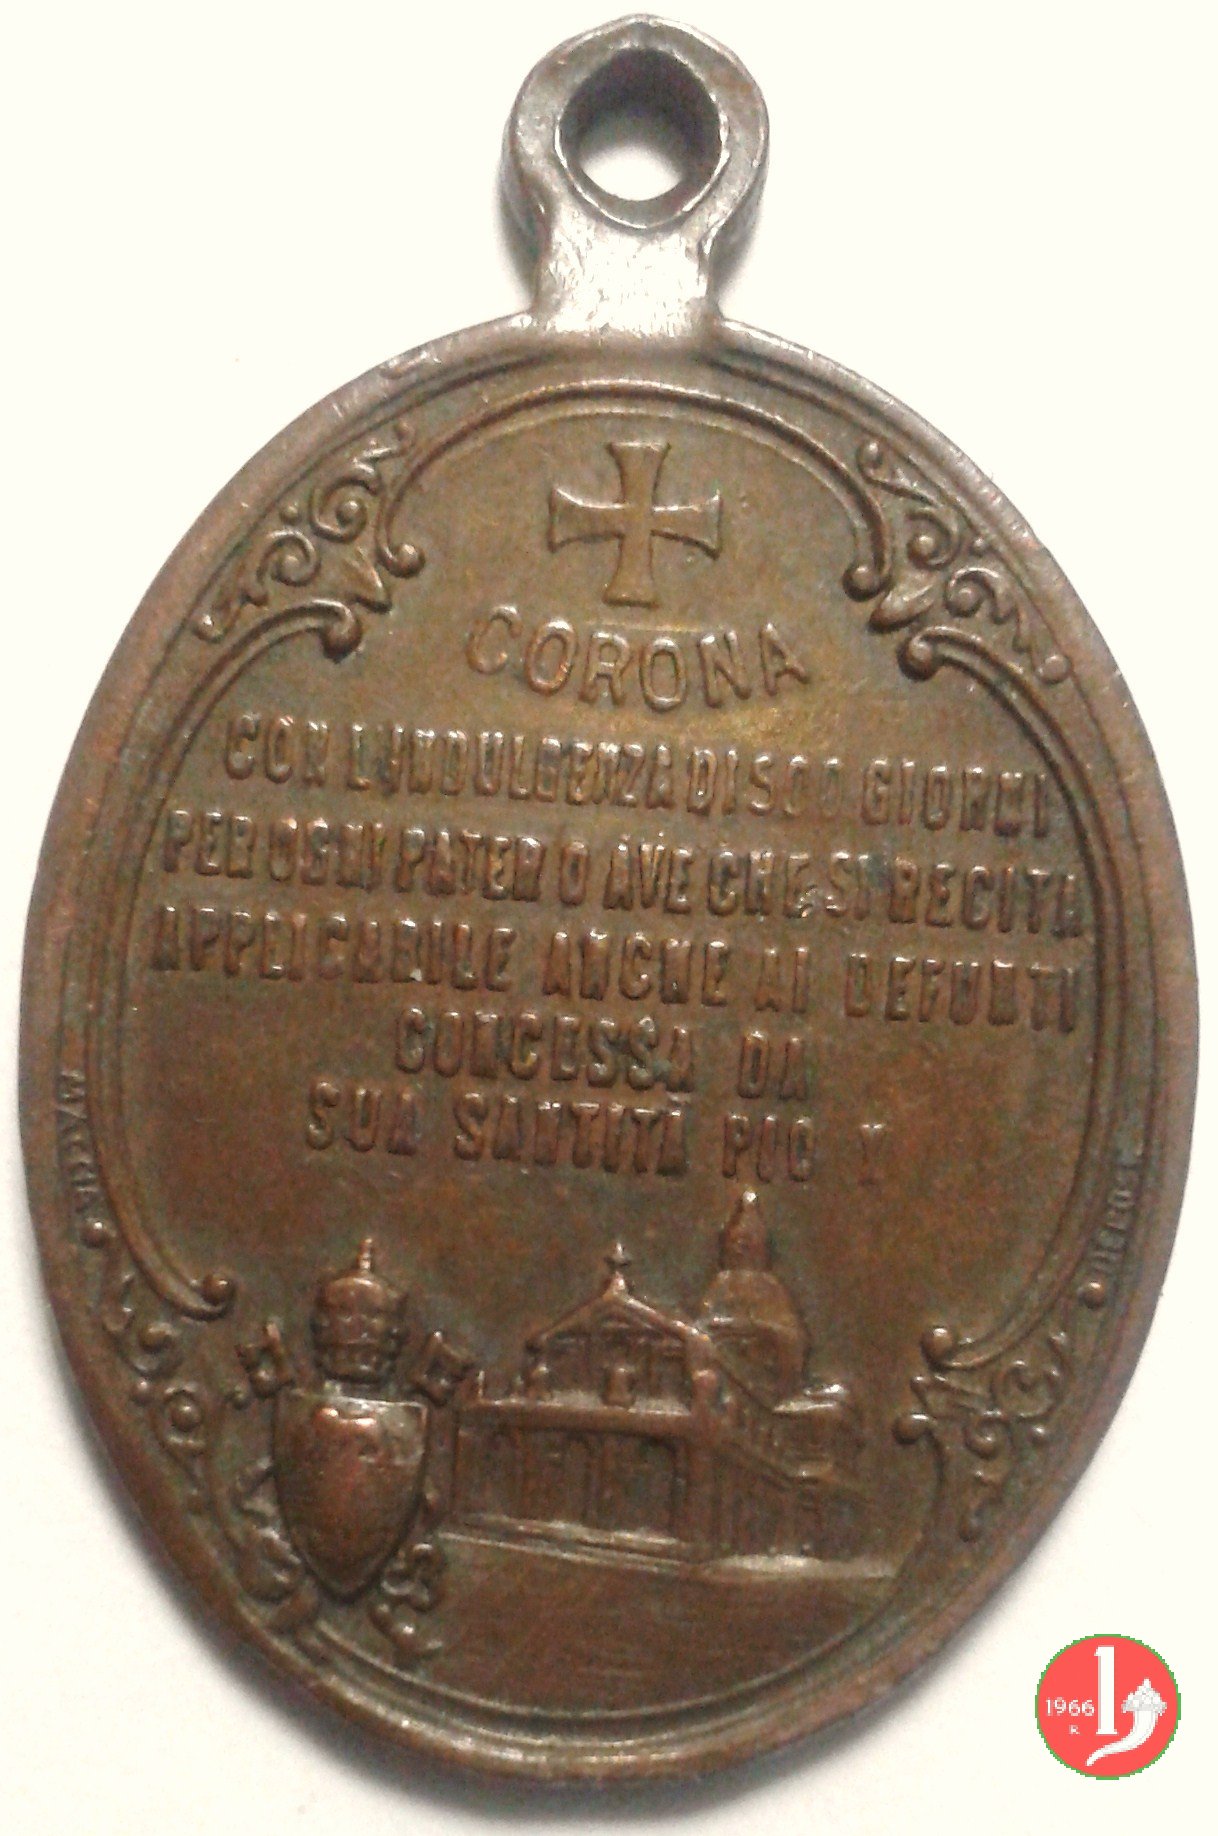 CORONA
CON L'INDULGENZA DI 500 GIORNI
PER OGNI PATER O AVE CHE SI RECITA
APPLICABILE ANCHE AI DEFUNTI
CONCESSA DA
SUA SANTITÀ PIO X
1966
R